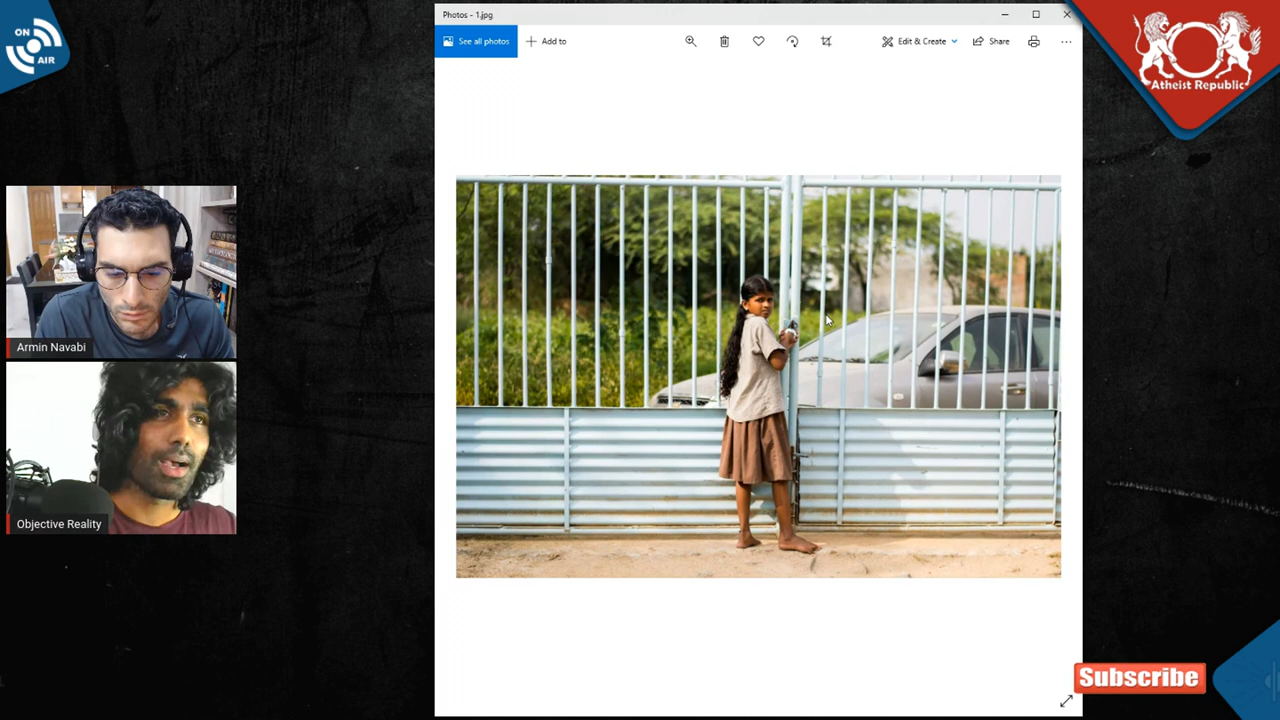 ON
AIR
Photos - 1.jpg
See all photos
Add to
Edit & Create
Share
Atheist Republic
Armin Navabi
Objective Reality
Subscribe